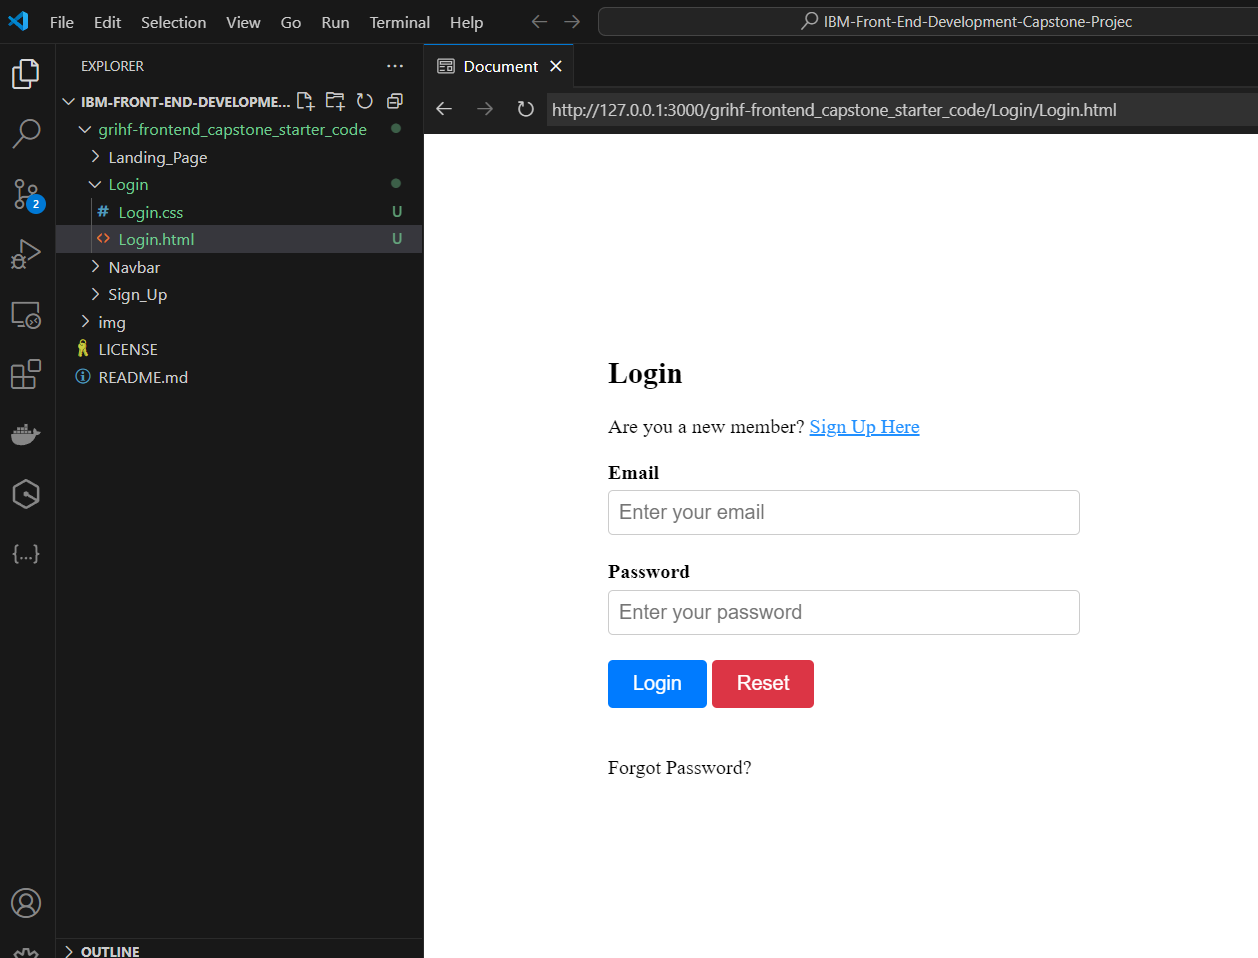 File Edit Selection View Go Run Terminal Help
IBM-Front-End-Development-Capstone-Projec
EXPLORER
IBM-FRONT-END-DEVELOPME...
grihf-frontend_capstone_starter_code
Landing_Page
Login
# Login.css U
<> Login.html U
Navbar
Sign_Up
img
LICENSE
README.md
OUTLINE
2
{...}
Document
http://127.0.0.1:3000/grihf-frontend_capstone_starter_code/Login/Login.html
Login
Are you a new member? Sign Up Here
Email
Enter your email
Password
Enter your password
Login Reset
Forgot Password?